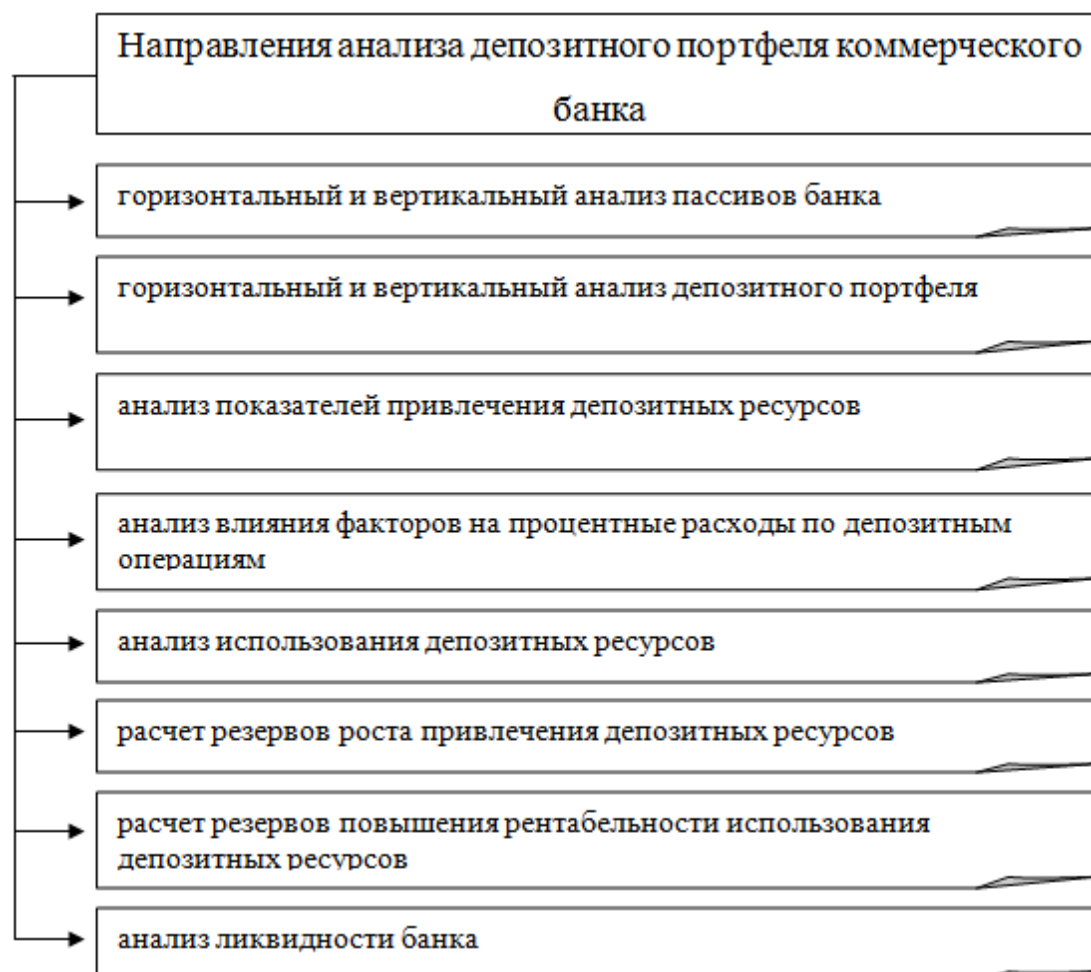 Направления анализа депозитного портфеля коммерческого
банка
горизонтальный и вертикальный анализ пассивов банка
горизонтальный и вертикальный анализ депозитного портфеля
анализ показателей привлечения депозитных ресурсов
анализ влияния факторов на процентные расходы по депозитным
операциям
анализ использования депозитных ресурсов
расчет резервов роста привлечения депозитных ресурсов
расчет резервов повышения рентабельности использования
депозитных ресурсов
анализ ликвидности банка